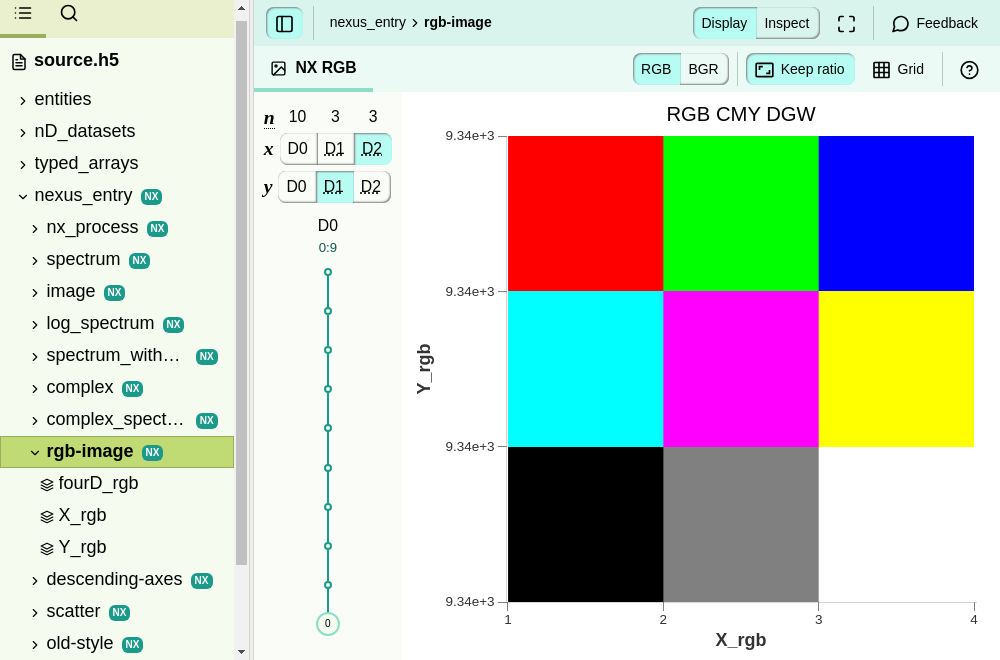 source.h5
entities
nD_datasets
typed_arrays
nexus_entry NX
nx_process NX
spectrum NX
image NX
log_spectrum NX
spectrum_with… NX
complex NX
complex_spect… NX
rgb-image NX
fourD_rgb
X_rgb
Y_rgb
descending-axes NX
scatter NX
old-style NX
nexus_entry › rgb-image
Display Inspect
Feedback
NX RGB
RGB BGR
Keep ratio
Grid
n 10 3 3
x D0 D1 D2
y D0 D1 D2
D0
0:9
0
RGB CMY DGW
9.34e+3
9.34e+3
9.34e+3
9.34e+3
Y_rgb
1 2 3 4
X_rgb